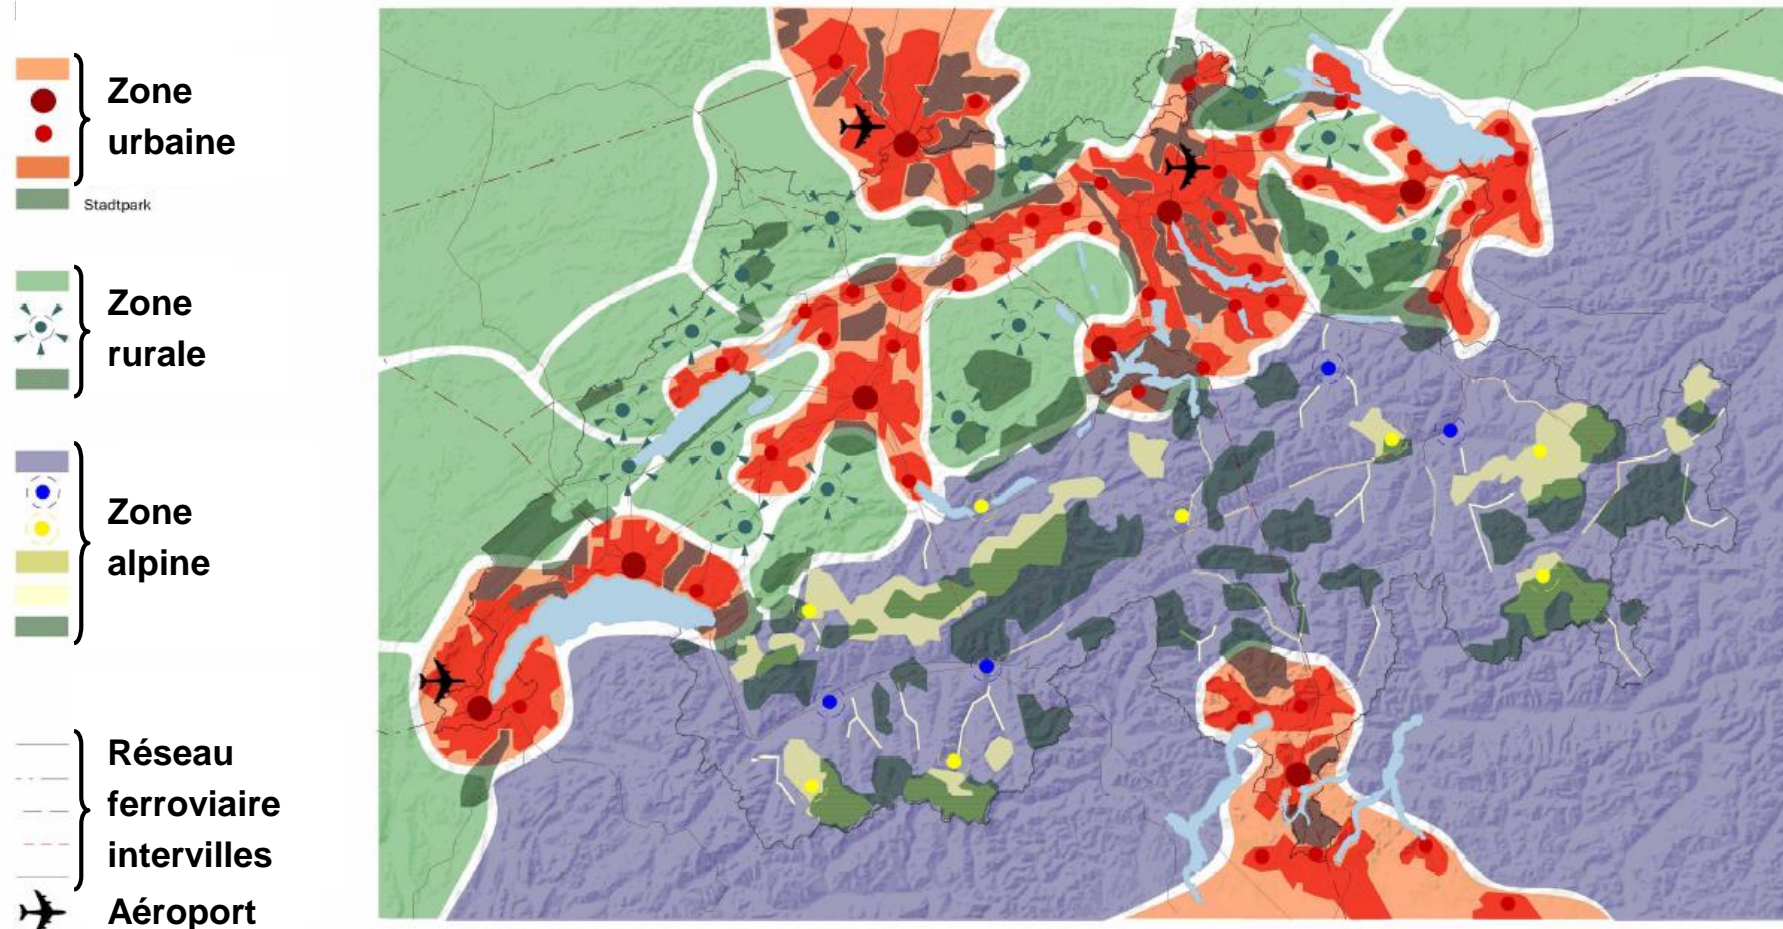 Zone
urbaine
Stadtpark
Zone
rurale
Zone
alpine
Réseau
ferroviaire
intervilles
Aéroport